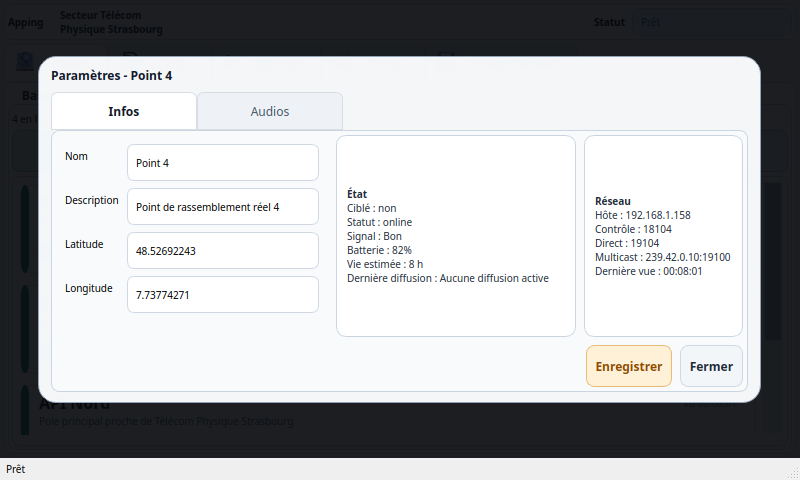 Apping
Secteur Télécom
Physique Strasbourg
Statut
Prêt
Paramètres - Point 4
Infos
Audios
Nom
Point 4
Description
Point de rassemblement réel 4
Latitude
48.52692243
Longitude
7.73774271
État
Ciblé : non
Statut : online
Signal : Bon
Batterie : 82%
Vie estimée : 8 h
Dernière diffusion : Aucune diffusion active
Réseau
Hôte : 192.168.1.158
Contrôle : 18104
Direct : 19104
Multicast : 239.42.0.10:19100
Dernière vue : 00:08:01
Enregistrer
Fermer
Pôle principal proche de Télécom Physique Strasbourg
Prêt